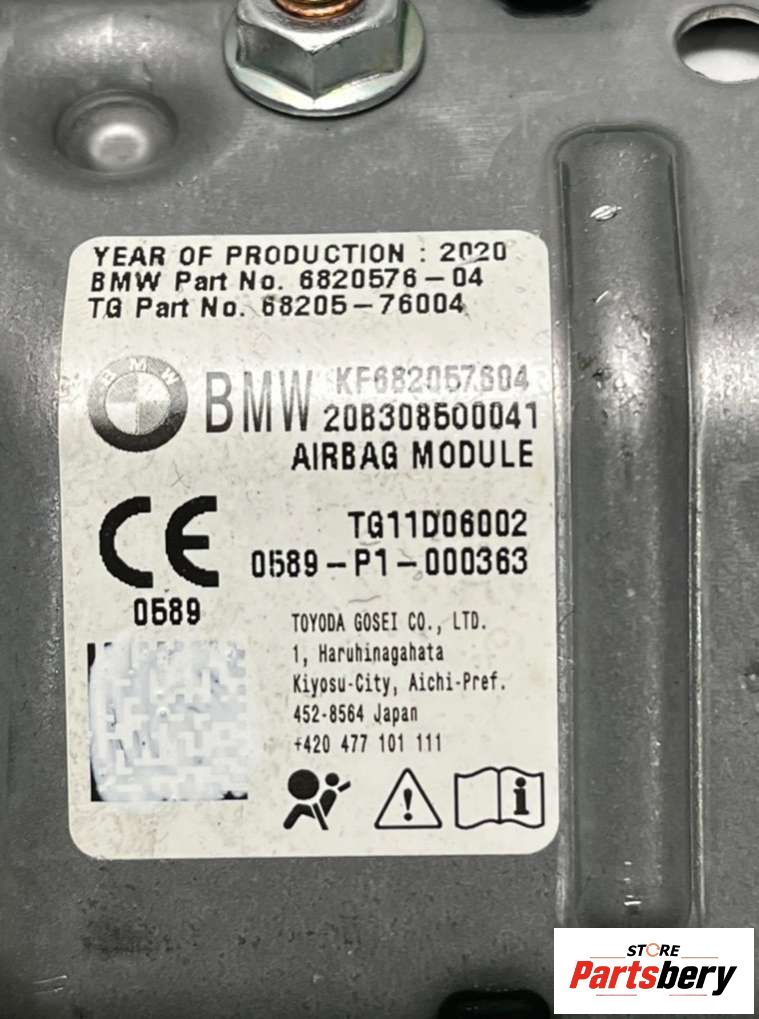 YEAR OF PRODUCTION : 2020
BMW Part No. 6820576-04
TG Part No. 68205-76004
BMW
BMW KF682057604
20B308500041
AIRBAG MODULE
CE TG11D06002
0589 0589-P1-000363
TOYODA GOSEI CO., LTD.
1, Haruhinagahata
Kiyosu-City, Aichi-Pref.
452-8564 Japan
+420 477 101 111
STORE
Partsbery